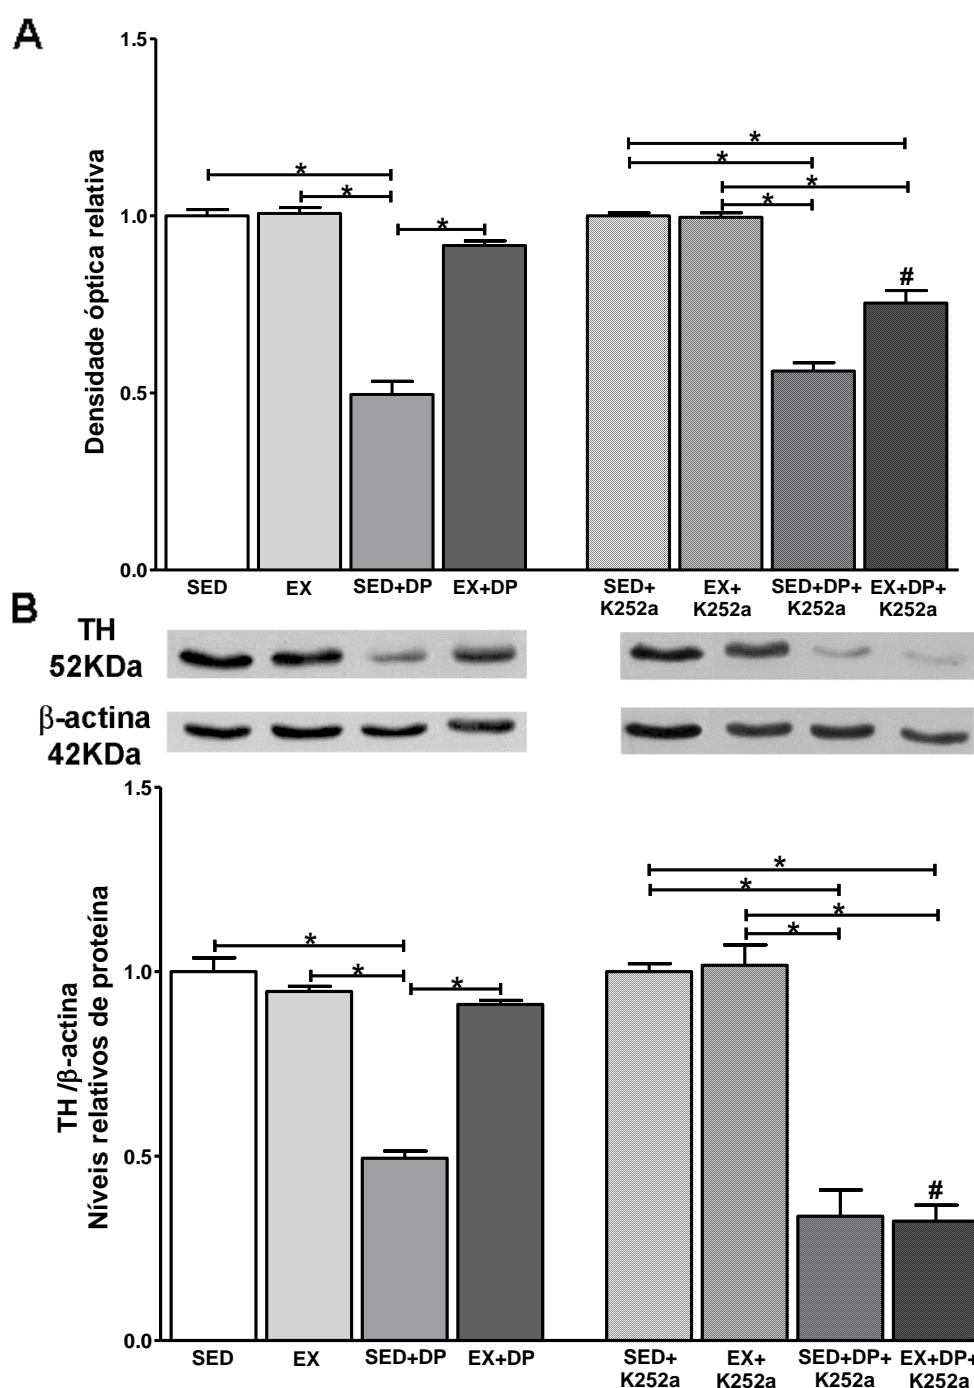 A
1.5
1.0
0.5
0.0
Densidade óptica relativa
* * * * * * *
#
SED EX SED+DP EX+DP SED+ K252a EX+ K252a SED+DP+ K252a EX+DP+ K252a
B
TH
52KDa
β-actina
42KDa
1.5
1.0
0.5
0.0
TH /β-actina
Níveis relativos de proteína
* * * * * * *
#
SED EX SED+DP EX+DP SED+ K252a EX+ K252a SED+DP+ K252a EX+DP+ K252a